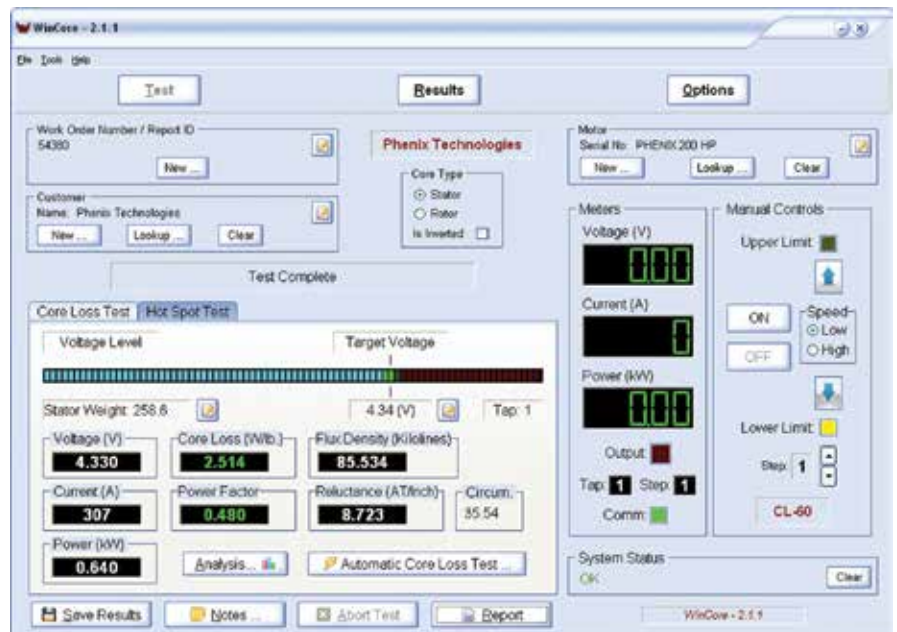 WinCore - 2.1.1
File Tools Help
Test
Results
Options
Work Order Number / Report ID
54380
New ...
Customer
Name: Phenix Technologies
New ...
Lookup ...
Clear
Phenix Technologies
Core Type
Stator
Rotor
Is Inverted
Motor
Serial No: PHENIX 200 HP
New ...
Lookup ...
Clear
Test Complete
Core Loss Test
Hot Spot Test
Voltage Level
Target Voltage
Stator Weight: 258.6
4.34 (V)
Tap: 1
Voltage (V)
4.330
Core Loss (W/lb.)
2.514
Flux Density (Kilolines)
85.534
Current (A)
307
Power Factor
0.480
Reluctance (AT/Inch)
8.723
Circum.
35.54
Power (kW)
0.640
Analysis...
Automatic Core Loss Test ...
Meters
Voltage (V)
0.00
Current (A)
0
Power (kW)
0.00
Output:
Tap: 1 Step: 1
Comm:
Manual Controls
Upper Limit:
ON
OFF
Speed
Low
High
Lower Limit:
Step: 1
CL-60
System Status
OK
Clear
Save Results
Notes ...
Abort Test
Report
WinCore - 2.1.1